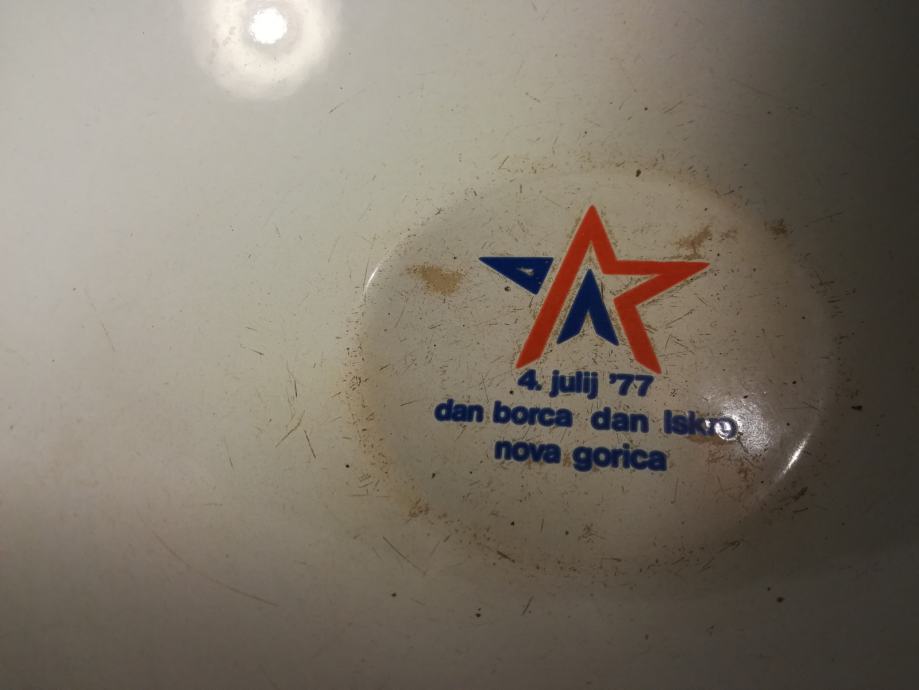 4. julij '77
dan borca dan Iskre
nova gorica